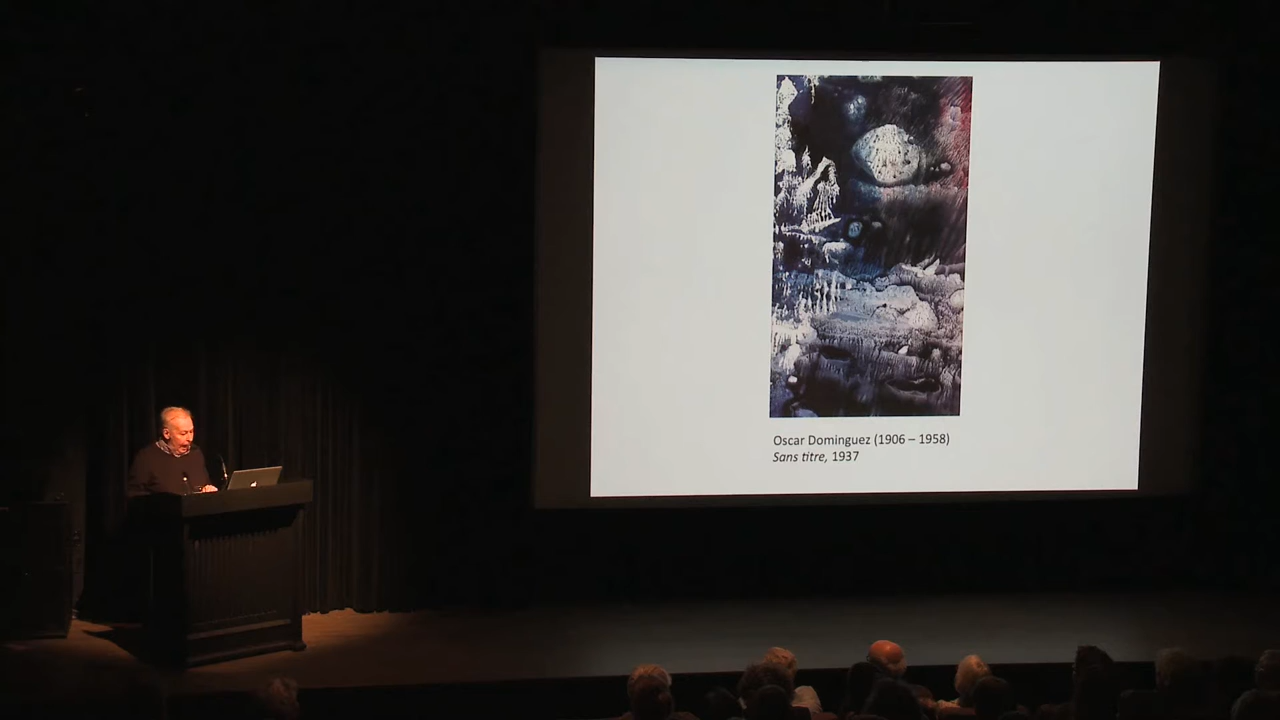 Oscar Dominguez (1906 – 1958)
Sans titre, 1937